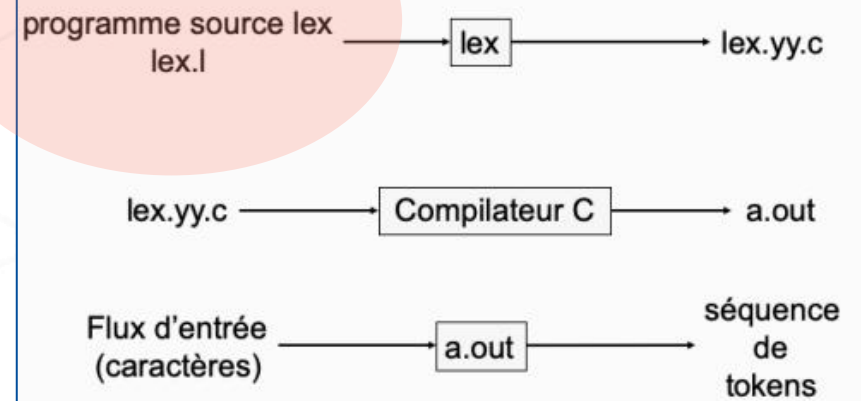 programme source lex
lex.l
lex
lex.yy.c
lex.yy.c
Compilateur C
a.out
Flux d'entrée
(caractères)
a.out
séquence
de
tokens